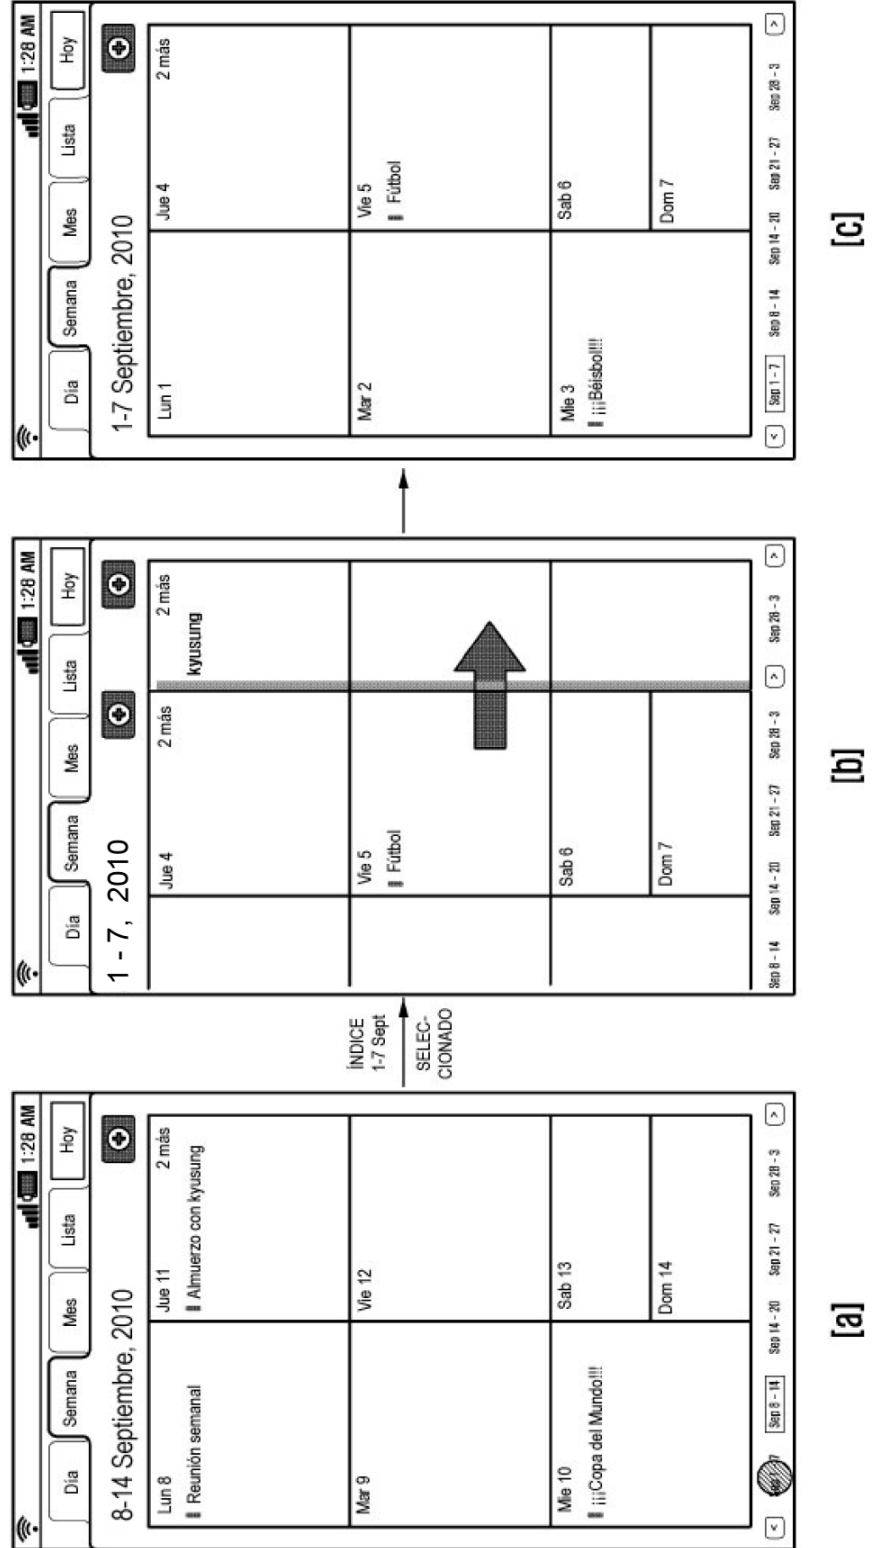 1:28 AM
Día
Semana
Mes
Lista
Hoy
8-14 Septiembre, 2010
Lun 8
Reunión semanal
Jue 11
2 más
Almuerzo con kyusung
Mar 9
Vie 12
Mie 10
¡¡¡Copa del Mundo!!!
Sab 13
Dom 14
<
Sep 8 - 14
Sep 14 - 20
Sep 21 - 27
Sep 28 - 3
>
[a]
ÍNDICE
1-7 Sept
SELEC-
CIONADO
1:28 AM
Día
Semana
Mes
Lista
Hoy
1 - 7, 2010
Jue 4
2 más
2 más
kyusung
Vie 5
Fútbol
Sab 6
Dom 7
Sep 8 - 14
Sep 14 - 20
Sep 21 - 27
Sep 28 - 3
>
Sep 28 - 3
>
[b]
1:28 AM
Día
Semana
Mes
Lista
Hoy
1-7 Septiembre, 2010
Lun 1
Jue 4
2 más
Mar 2
Vie 5
Fútbol
Mie 3
¡¡¡Béisbol!!!
Sab 6
Dom 7
<
Sep 1 - 7
Sep 8 - 14
Sep 14 - 20
Sep 21 - 27
Sep 28 - 3
>
[c]